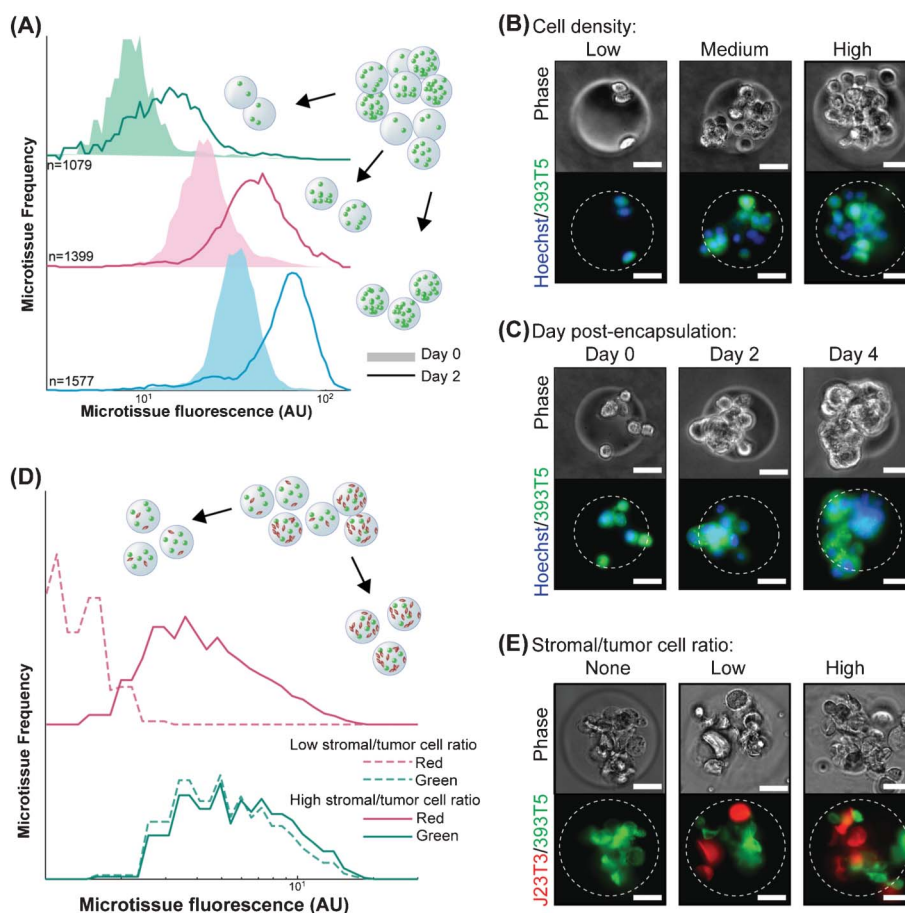 (A)
Microtissue Frequency
n=1079
n=1399
n=1577
10¹
10²
Microtissue fluorescence (AU)
Day 0
Day 2
(B) Cell density:
Low Medium High
Phase
Hoechst/393T5
(C) Day post-encapsulation:
Day 0 Day 2 Day 4
Phase
Hoechst/393T5
(D)
Microtissue Frequency
Low stromal/tumor cell ratio
Red
Green
High stromal/tumor cell ratio
Red
Green
10¹
Microtissue fluorescence (AU)
(E) Stromal/tumor cell ratio:
None Low High
Phase
J23T3/393T5